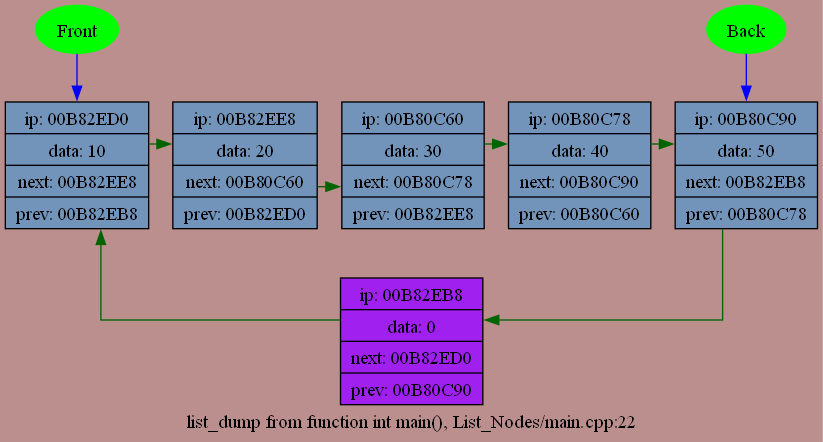 Front
Back
ip: 00B82ED0
data: 10
next: 00B82EE8
prev: 00B82EB8
ip: 00B82EE8
data: 20
next: 00B80C60
prev: 00B82ED0
ip: 00B80C60
data: 30
next: 00B80C78
prev: 00B82EE8
ip: 00B80C78
data: 40
next: 00B80C90
prev: 00B80C60
ip: 00B80C90
data: 50
next: 00B82EB8
prev: 00B80C78
ip: 00B82EB8
data: 0
next: 00B82ED0
prev: 00B80C90
list_dump from function int main(), List_Nodes/main.cpp:22